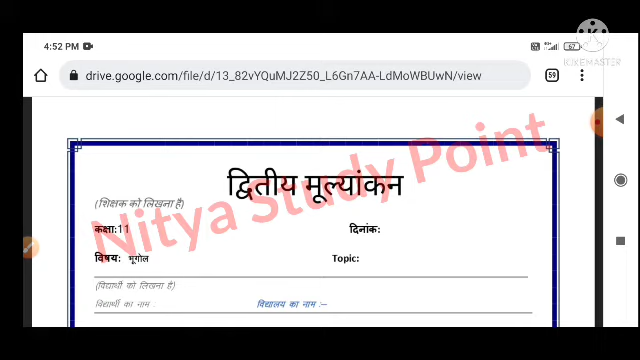 4:52 PM
67
KINEMASTER
drive.google.com/file/d/13_82vYQuMJ2Z50_L6Gn7AA-LdMoWBUwN/view
59
Nitya Study Point
द्वितीय मूल्यांकन
(शिक्षक को लिखना है)
कक्षा:11 दिनांक:
विषय: भूगोल Topic:
(विद्यार्थी को लिखना है)
विद्यार्थी का नाम : विद्यालय का नाम :--